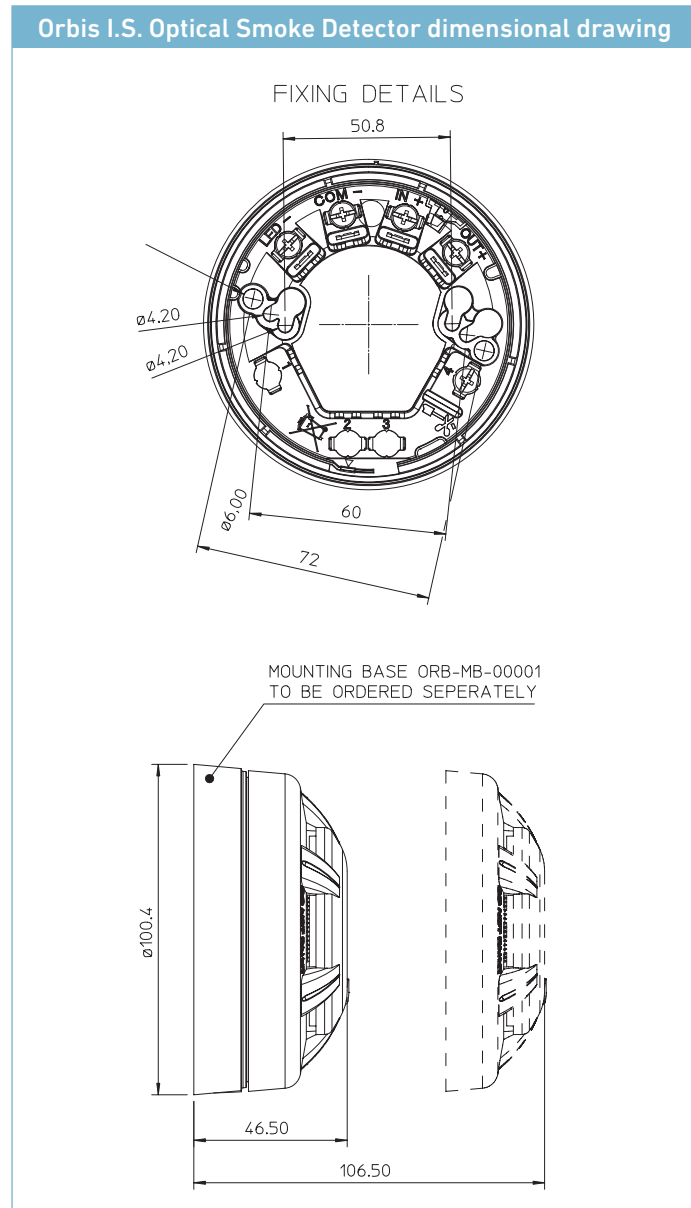 Orbis I.S. Optical Smoke Detector dimensional drawing
FIXING DETAILS
50.8
COM –
IN +
LED –
OUT+
ø4.20
ø4.20
1
4
2
3
ø6.00
60
72
MOUNTING BASE ORB-MB-00001
TO BE ORDERED SEPERATELY
ø100.4
46.50
106.50